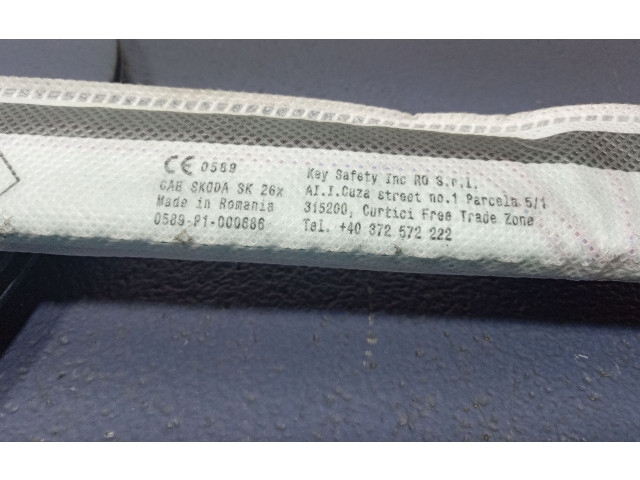 CE 0589
CAB SKODA SK 26x
Made in Romania
0589-P1-000686
Key Safety Inc RO S.r.l.
Al.I.Cuza street no.1 Parcela 5/1
315200, Curtici Free Trade Zone
Tel. +40 372 572 222